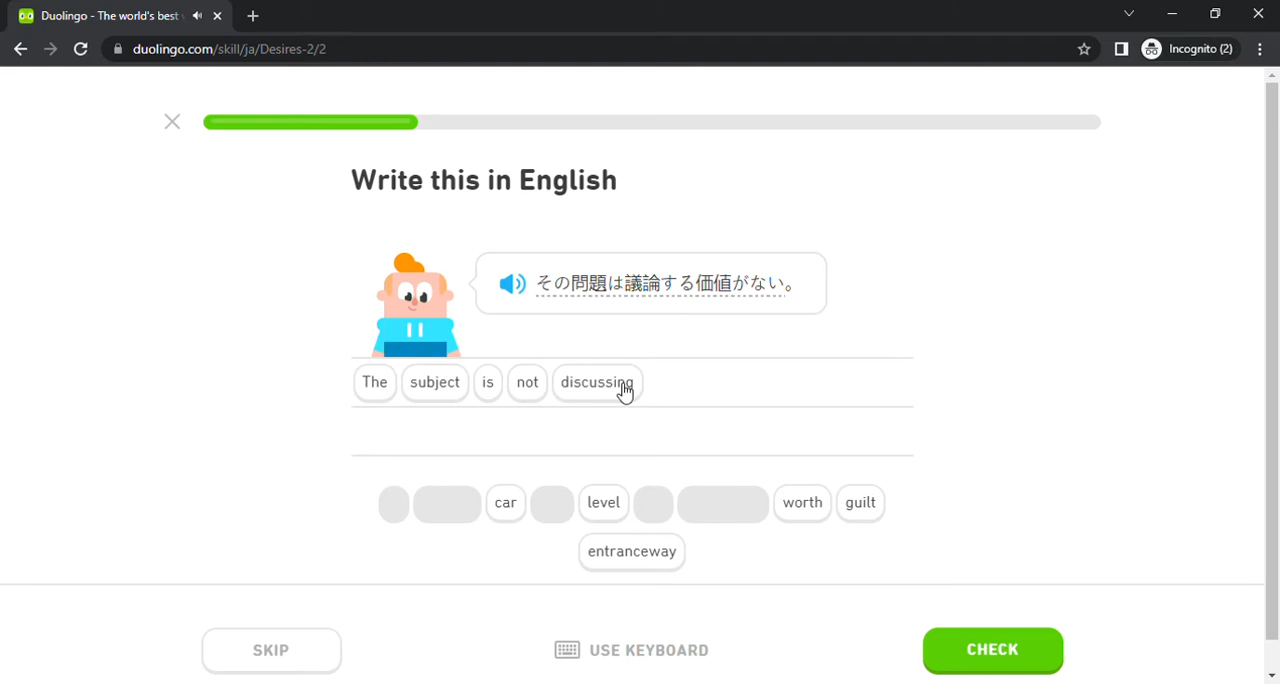 Duolingo - The world's best
duolingo.com/skill/ja/Desires-2/2
Incognito (2)
Write this in English
その問題は議論する価値がない。
The subject is not discussing
car level worth guilt
entranceway
SKIP
USE KEYBOARD
CHECK